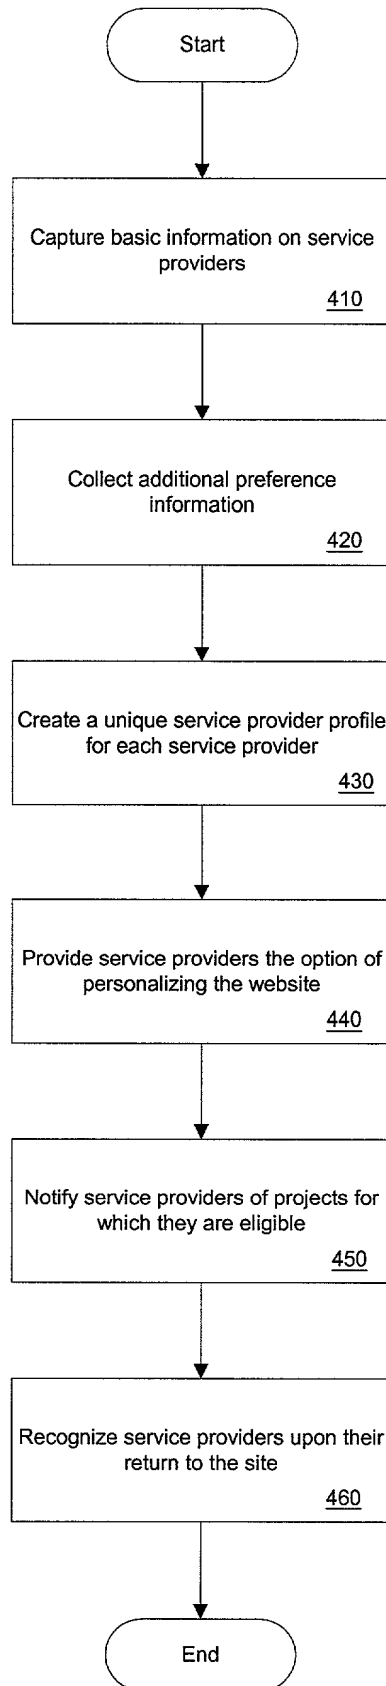 Start
Capture basic information on service
providers
410
Collect additional preference
information
420
Create a unique service provider profile
for each service provider
430
Provide service providers the option of
personalizing the website
440
Notify service providers of projects for
which they are eligible
450
Recognize service providers upon their
return to the site
460
End